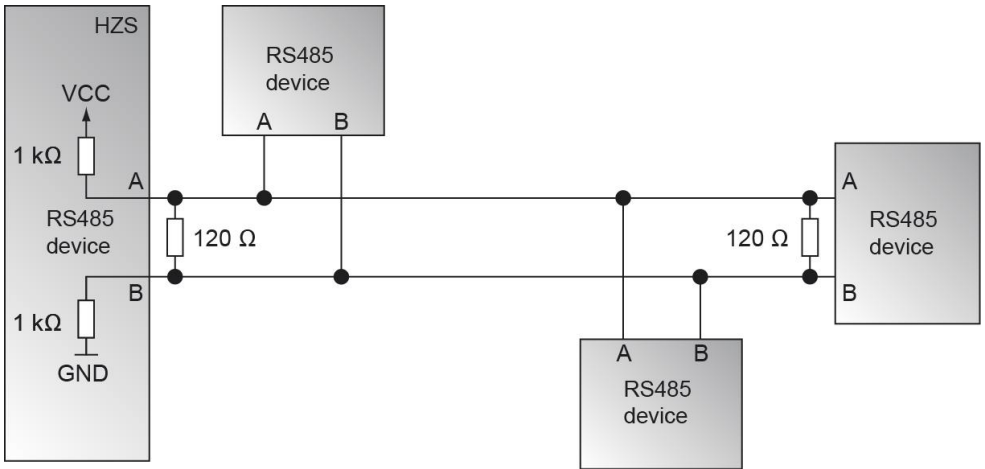 HZS
VCC
1 kΩ
A
RS485
device
B
1 kΩ
GND
120 Ω
RS485
device
A B
120 Ω
A B
RS485
device
A
RS485
device
B